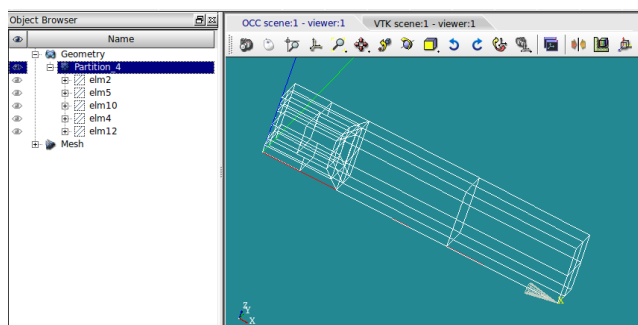 Object Browser
Name
Geometry
Partition_4
elm2
elm5
elm10
elm4
elm12
Mesh
OCC scene:1 - viewer:1
VTK scene:1 - viewer:1
X
Z
Y
X